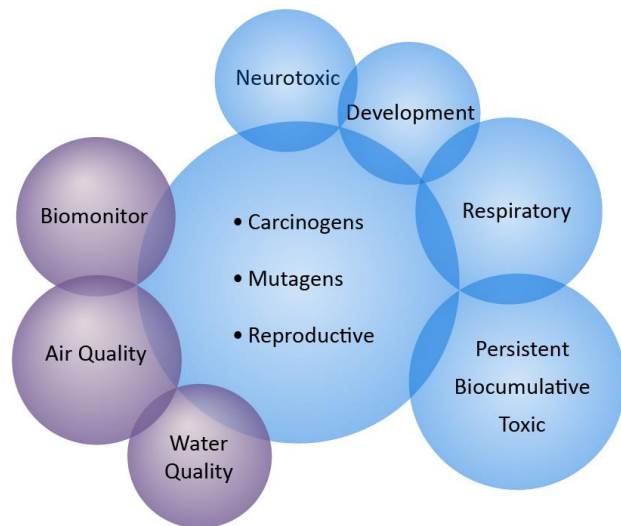 Neurotoxic
Development
Biomonitor
• Carcinogens
Respiratory
• Mutagens
• Reproductive
Air Quality
Persistent
Biocumulative
Toxic
Water
Quality